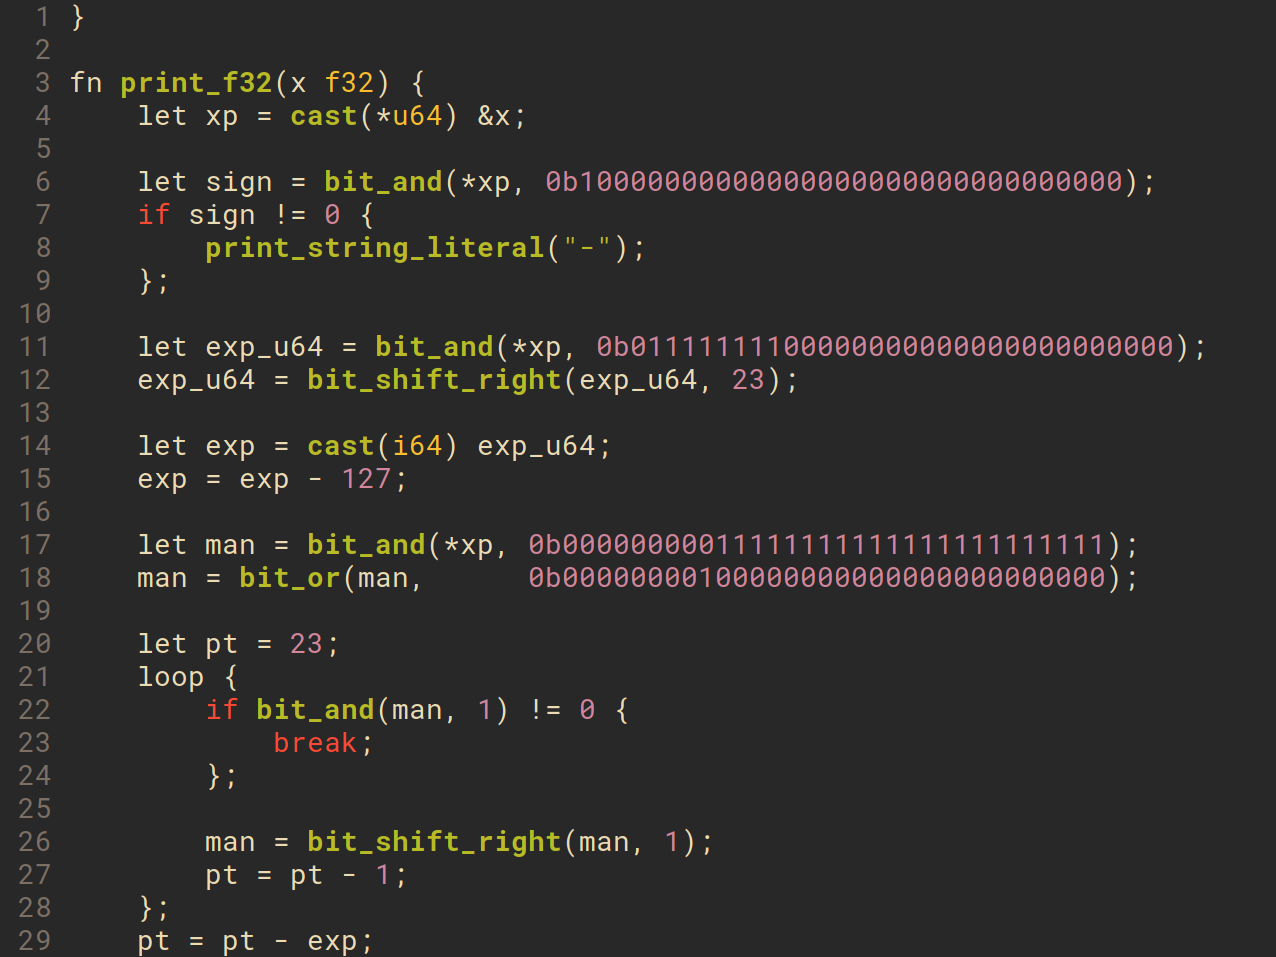 1 }
2
3 fn print_f32(x f32) {
4     let xp = cast(*u64) &x;
5
6     let sign = bit_and(*xp, 0b10000000000000000000000000000000);
7     if sign != 0 {
8         print_string_literal("-");
9     };
10
11     let exp_u64 = bit_and(*xp, 0b01111111100000000000000000000000);
12     exp_u64 = bit_shift_right(exp_u64, 23);
13
14     let exp = cast(i64) exp_u64;
15     exp = exp - 127;
16
17     let man = bit_and(*xp, 0b00000000011111111111111111111111);
18     man = bit_or(man,      0b00000000100000000000000000000000);
19
20     let pt = 23;
21     loop {
22         if bit_and(man, 1) != 0 {
23             break;
24         };
25
26         man = bit_shift_right(man, 1);
27         pt = pt - 1;
28     };
29     pt = pt - exp;